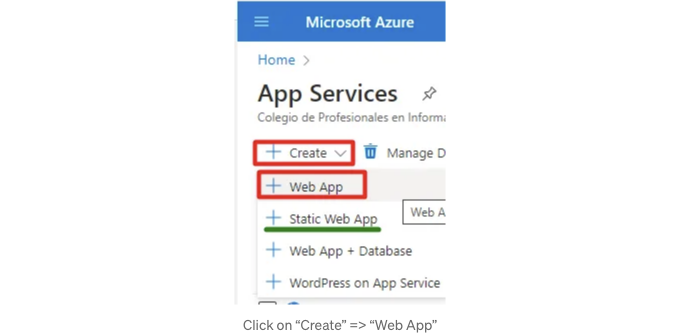 Microsoft Azure
Home
App Services
Colegio de Profesionales en Informa
Create
Manage D
Web App
Static Web App
Web A
Web App + Database
WordPress on App Service
Click on “Create” => “Web App”